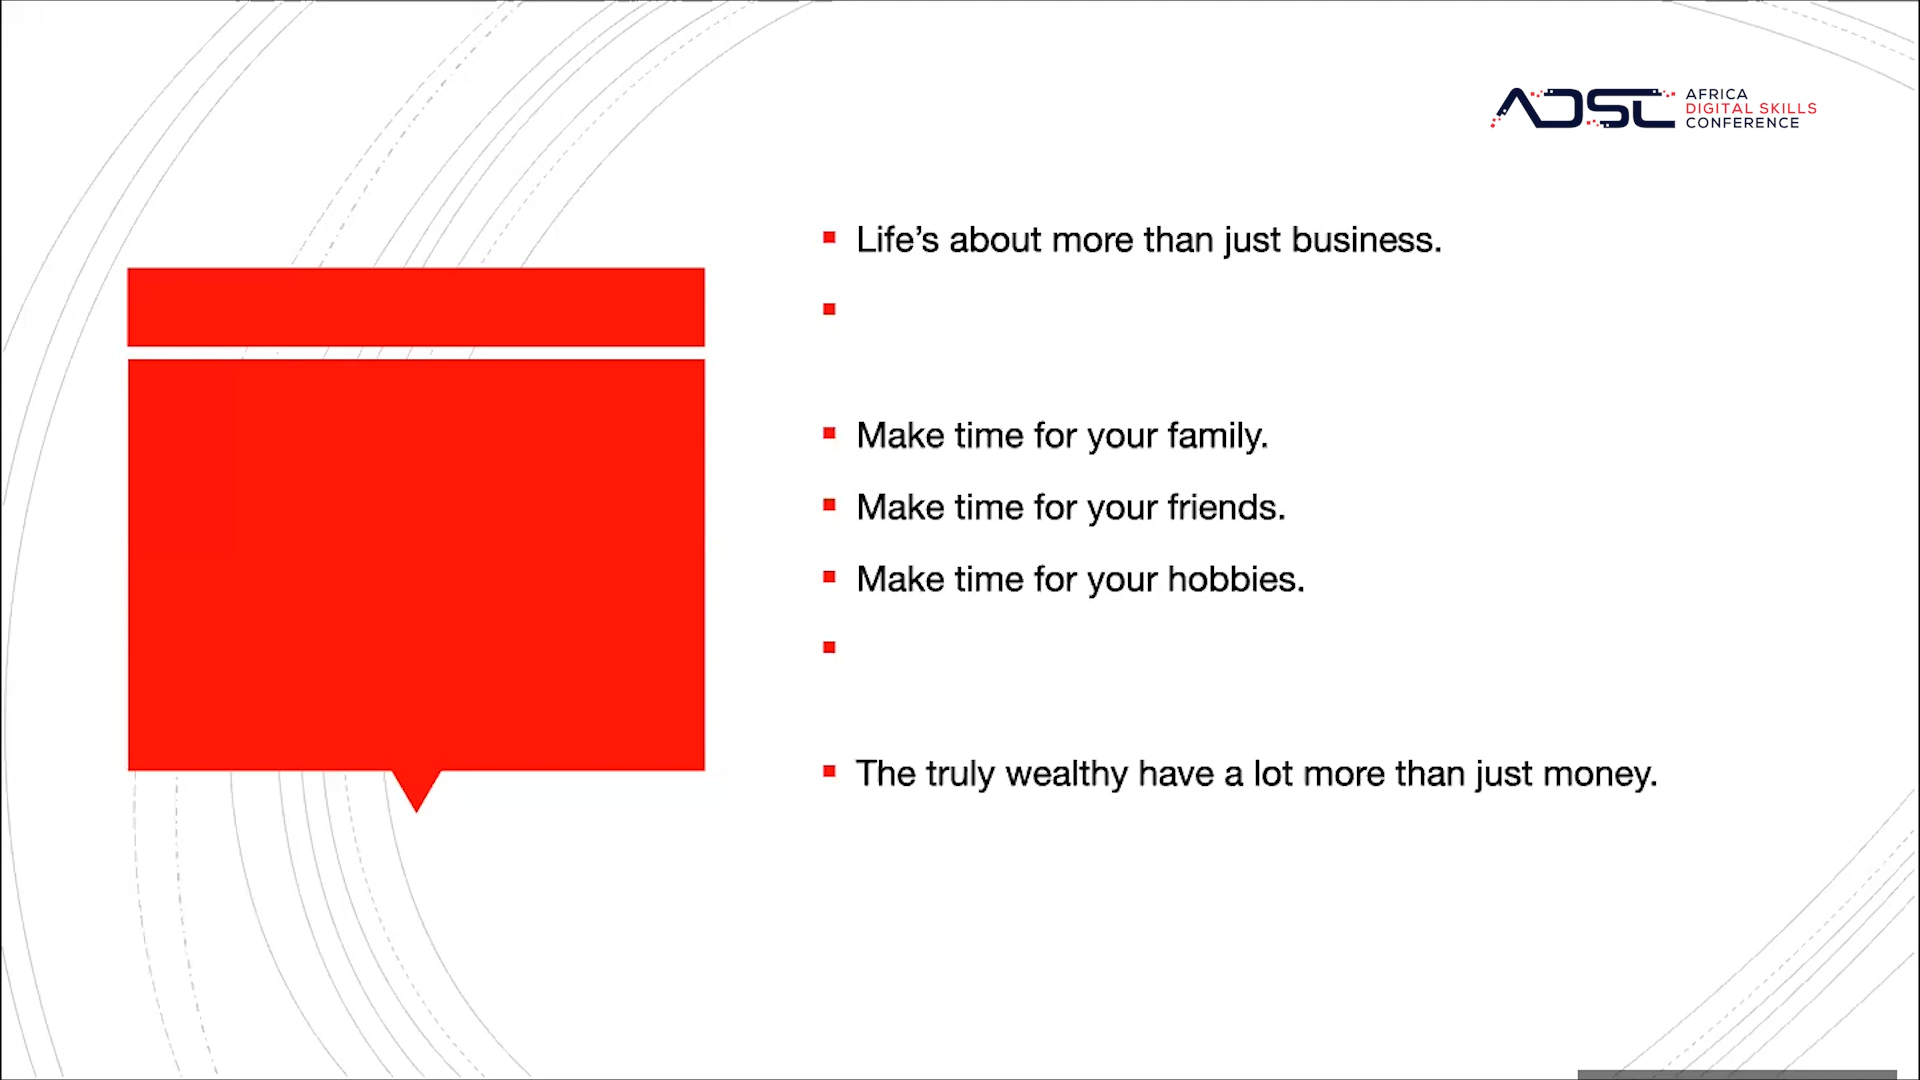 ADSC
AFRICA
DIGITAL SKILLS
CONFERENCE
Life’s about more than just business.
Make time for your family.
Make time for your friends.
Make time for your hobbies.
The truly wealthy have a lot more than just money.